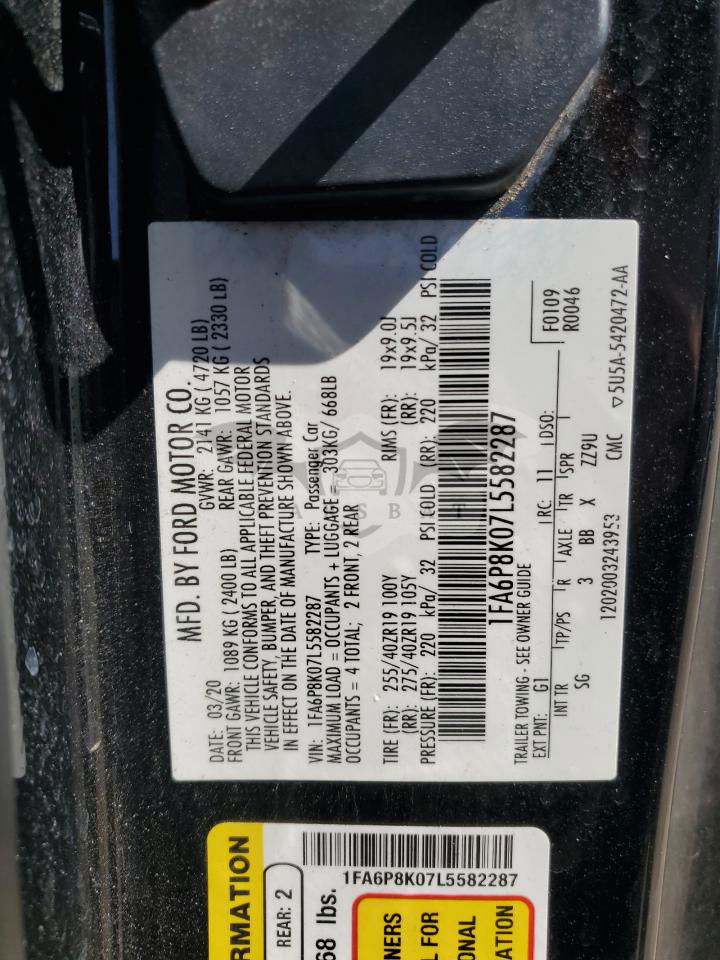 MFD. BY FORD MOTOR CO.
DATE: 03/20 GVWR: 2141 KG ( 4720 LB)
FRONT GAWR: 1089 KG ( 2400 LB) REAR GAWR: 1057 KG ( 2330 LB)
THIS VEHICLE CONFORMS TO ALL APPLICABLE FEDERAL MOTOR
VEHICLE SAFETY, BUMPER, AND THEFT PREVENTION STANDARDS
IN EFFECT ON THE DATE OF MANUFACTURE SHOWN ABOVE.
VIN: 1FA6P8K07L5582287 TYPE: Passenger Car
MAXIMUM LOAD = OCCUPANTS + LUGGAGE = 303KG/ 668LB
OCCUPANTS = 4 TOTAL; 2 FRONT, 2 REAR
TIRE (FR): 255/40ZR19 100Y RIMS (FR): 19x9.0J
(RR): 275/40ZR19 105Y (RR): 19x9.5J
PRESSURE (FR): 220 kPa/ 32 PSI COLD (RR): 220 kPa/ 32 PSI COLD
1FA6P8K07L5582287
TRAILER TOWING - SEE OWNER GUIDE
EXT PNT: G1 RC: 11 DSO: F0109
R0046
INT TR TP/PS R AXLE TR SPR
SG 3 BB X ZZ9U
1202003243953 CMC 5U5A-5420472-AA
RMATION
REAR: 2
68 lbs.
1FA6P8K07L5582287
NERS
L FOR
ONAL
ATION